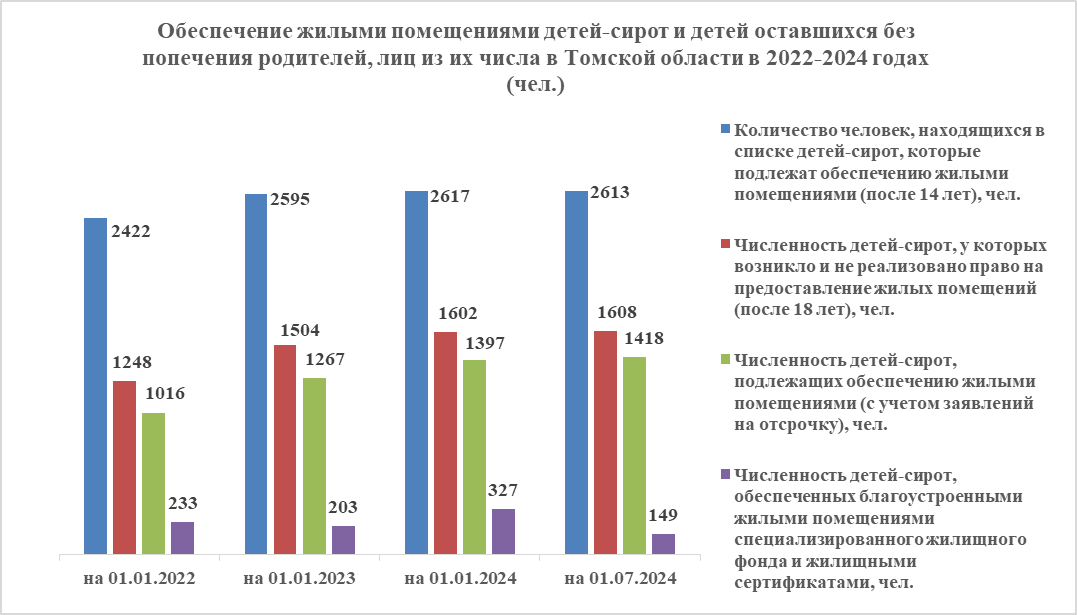 Обеспечение жилыми помещениями детей-сирот и детей оставшихся без
попечения родителей, лиц из их числа в Томской области в 2022-2024 годах
(чел.)
2422
1248
1016
233
2595
1504
1267
203
2617
1602
1397
327
2613
1608
1418
149
на 01.01.2022
на 01.01.2023
на 01.01.2024
на 01.07.2024
Количество человек, находящихся в
списке детей-сирот, которые
подлежат обеспечению жилыми
помещениями (после 14 лет), чел.
Численность детей-сирот, у которых
возникло и не реализовано право на
предоставление жилых помещений
(после 18 лет), чел.
Численность детей-сирот,
подлежащих обеспечению жилыми
помещениями (с учетом заявлений
на отсрочку), чел.
Численность детей-сирот,
обеспеченных благоустроенными
жилыми помещениями
специализированного жилищного
фонда и жилищными
сертификатами, чел.